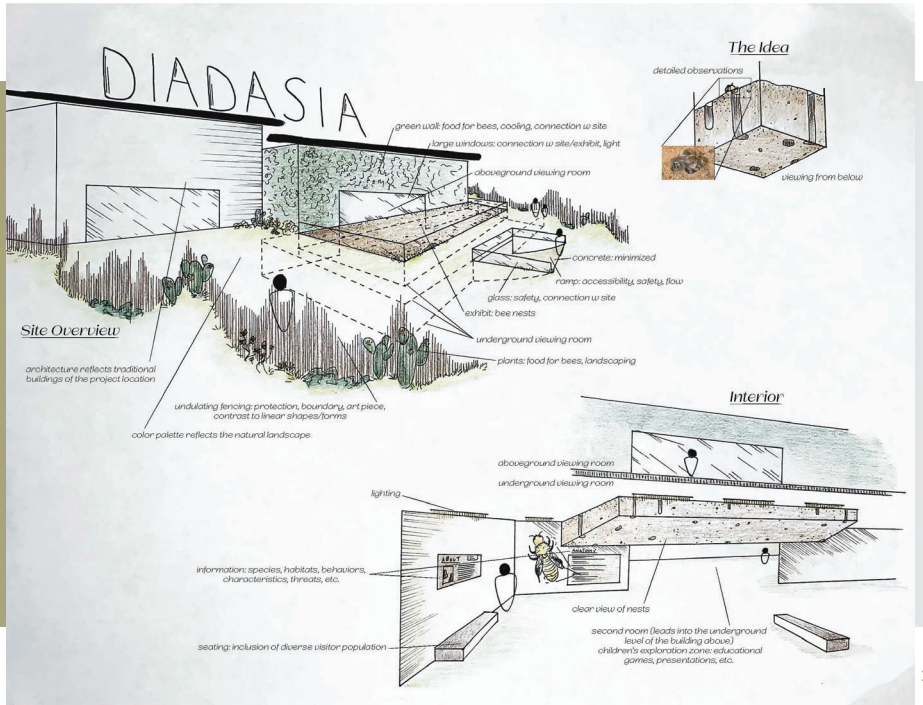 DIADASIA
The Idea
detailed observations
viewing from below
green wall: food for bees, cooling, connection w site
large windows: connection w site/exhibit, light
aboveground viewing room
concrete: minimized
ramp: accessibility, safety, flow
glass: safety, connection w site
exhibit: bee nests
underground viewing room
plants: food for bees, landscaping
Site Overview
architecture reflects traditional
buildings of the project location
undulating fencing: protection, boundary, art piece,
contrast to linear shapes/forms
color palette reflects the natural landscape
Interior
aboveground viewing room
underground viewing room
lighting
information: species, habitats, behaviors,
characteristics, threats, etc.
ANATOMY
clear view of nests
second room (leads into the underground
level of the building above)
children's exploration zone: educational
games, presentations, etc.
seating: inclusion of diverse visitor population